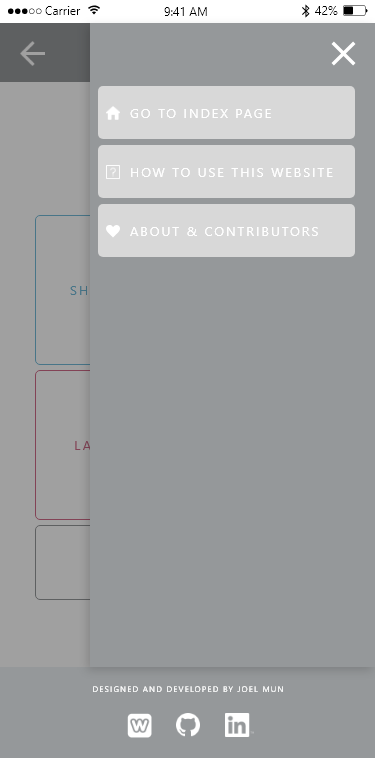 Carrier 9:41 AM 42%
GO TO INDEX PAGE
HOW TO USE THIS WEBSITE
ABOUT & CONTRIBUTORS
SH
LA
DESIGNED AND DEVELOPED BY JOEL MUN
W in